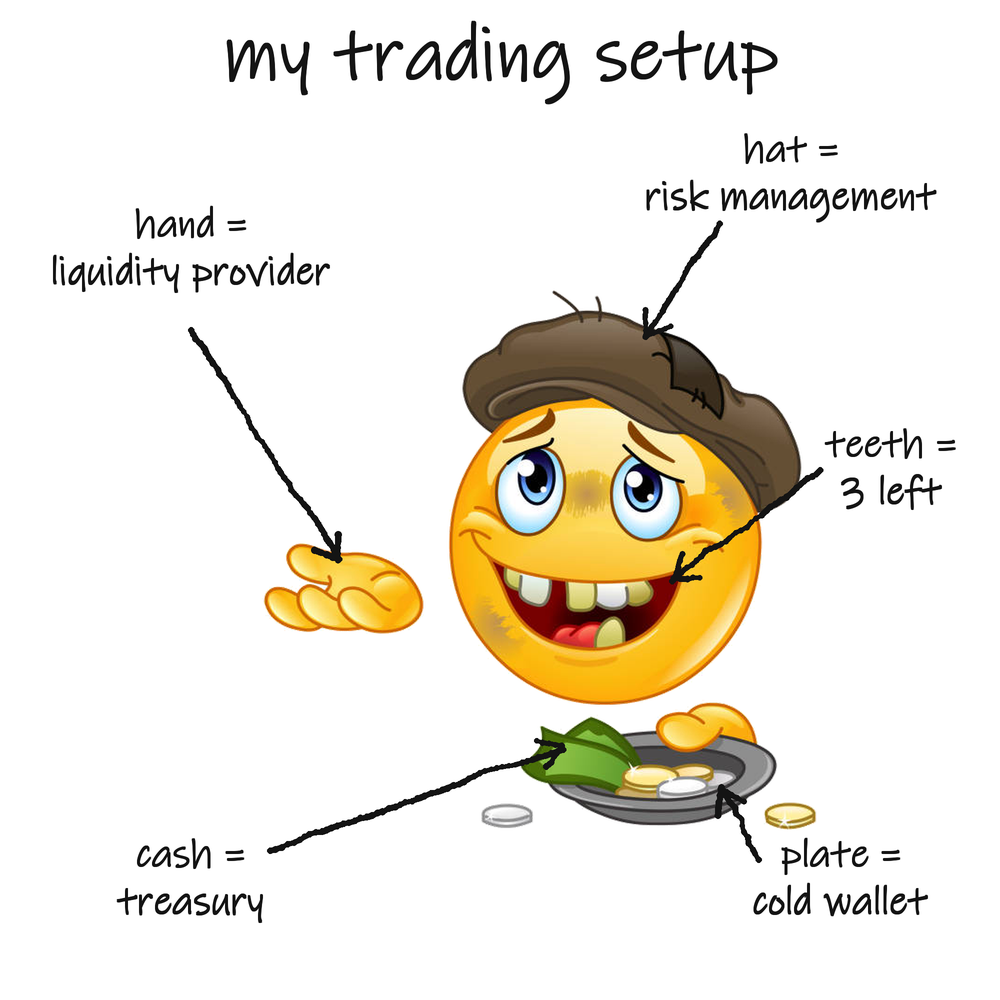 my trading setup
hat =
risk management
hand =
liquidity provider
teeth =
3 left
cash =
treasury
plate =
cold wallet